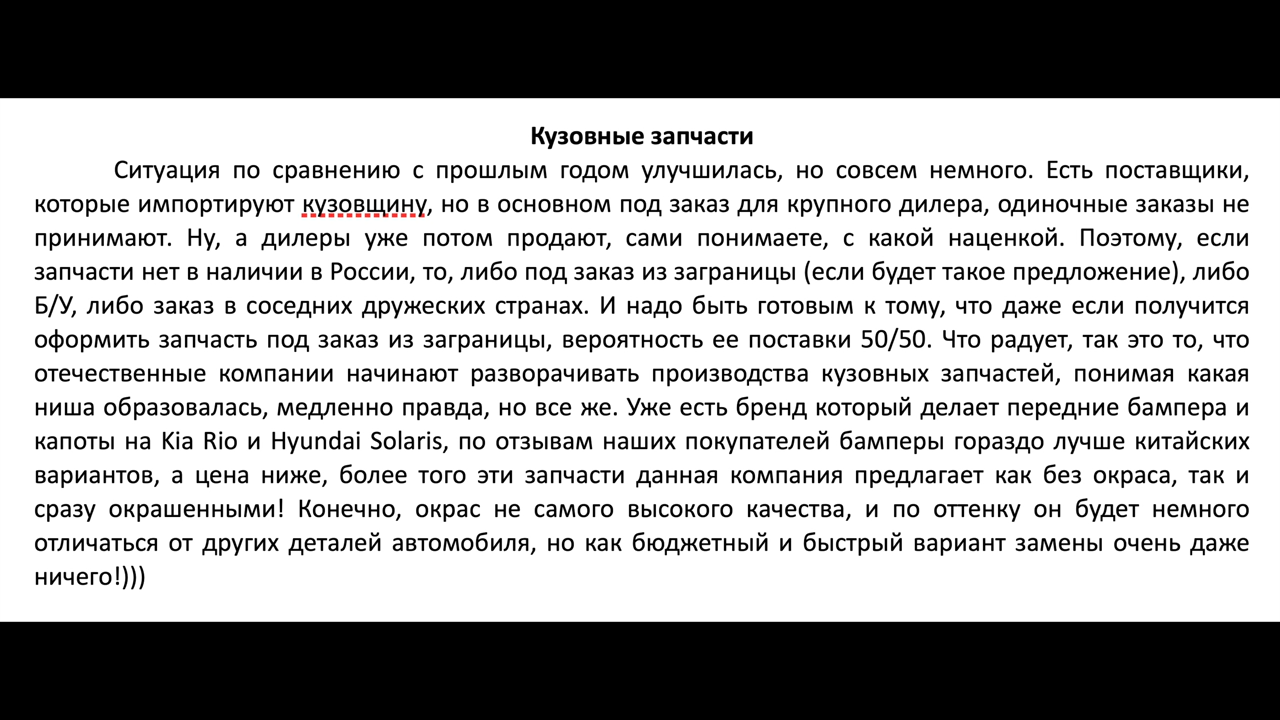 Кузовные запчасти
Ситуация по сравнению с прошлым годом улучшилась, но совсем немного. Есть поставщики,
которые импортируют кузовщину, но в основном под заказ для крупного дилера, одиночные заказы не
принимают. Ну, а дилеры уже потом продают, сами понимаете, с какой наценкой. Поэтому, если
запчасти нет в наличии в России, то, либо под заказ из заграницы (если будет такое предложение), либо
Б/У, либо заказ в соседних дружеских странах. И надо быть готовым к тому, что даже если получится
оформить запчасть под заказ из заграницы, вероятность ее поставки 50/50. Что радует, так это то, что
отечественные компании начинают разворачивать производства кузовных запчастей, понимая какая
ниша образовалась, медленно правда, но все же. Уже есть бренд который делает передние бампера и
капоты на Kia Rio и Hyundai Solaris, по отзывам наших покупателей бамперы гораздо лучше китайских
вариантов, а цена ниже, более того эти запчасти данная компания предлагает как без окраса, так и
сразу окрашенными! Конечно, окрас не самого высокого качества, и по оттенку он будет немного
отличаться от других деталей автомобиля, но как бюджетный и быстрый вариант замены очень даже
ничего!)))